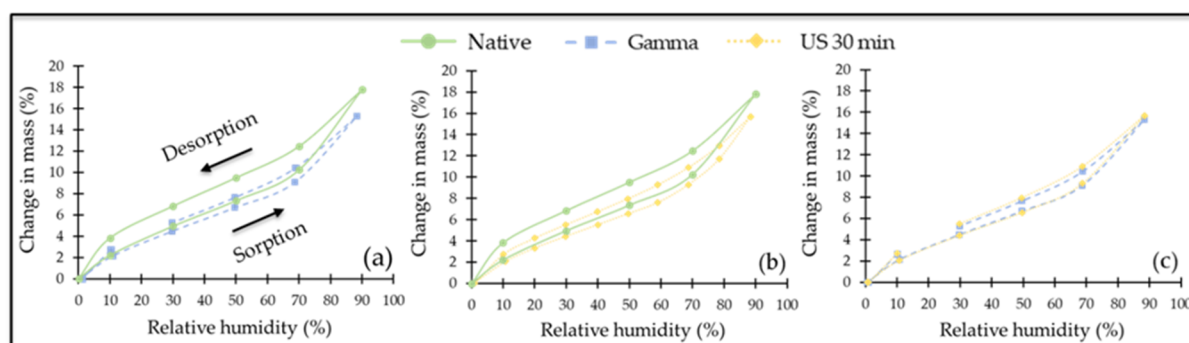 Native Gamma US 30 min
Change in mass (%)
20
18
16
14
12
10
8
6
4
2
0
Desorption
Sorption
(a)
0 10 20 30 40 50 60 70 80 90 100
Relative humidity (%)
Change in mass (%)
20
18
16
14
12
10
8
6
4
2
0
(b)
0 10 20 30 40 50 60 70 80 90 100
Relative humidity (%)
Change in mass (%)
20
18
16
14
12
10
8
6
4
2
0
(c)
0 10 20 30 40 50 60 70 80 90 100
Relative humidity (%)